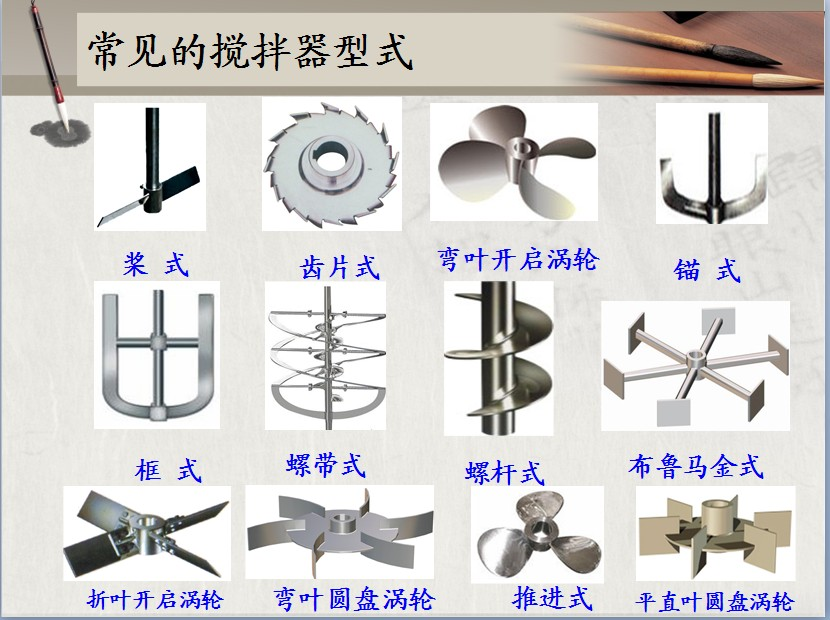 常见的搅拌器型式
桨 式
齿片式
弯叶开启涡轮
锚 式
框 式
螺带式
螺杆式
布鲁马金式
折叶开启涡轮
弯叶圆盘涡轮
推进式
平直叶圆盘涡轮